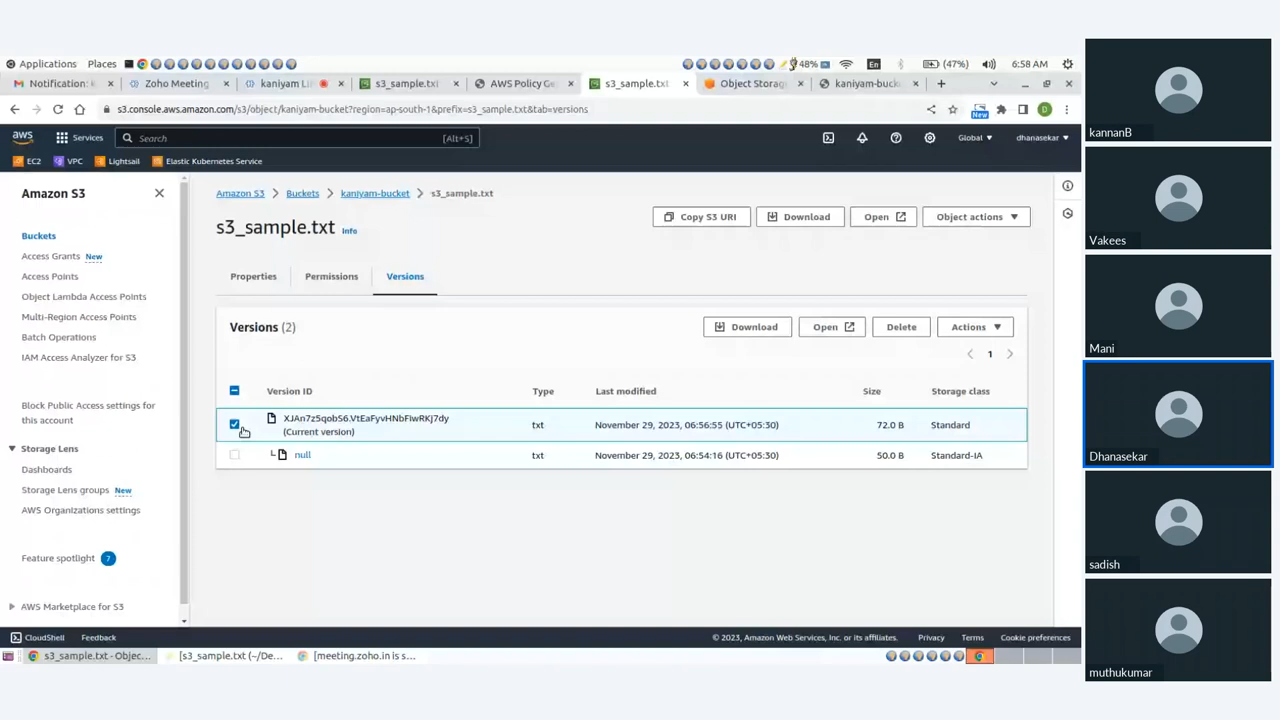 Applications Places 48% En (47%) 6:58 AM
Notification: Zoho Meeting kaniyam Li s3_sample.txt AWS Policy Ge s3_sample.txt Object Storag kaniyam-buck
s3.console.aws.amazon.com/s3/object/kaniyam-bucket?region=ap-south-1&prefix=s3_sample.txt&tab=versions New D
aws Services Search [Alt+S] Global dhanasekar
EC2 VPC Lightsail Elastic Kubernetes Service
Amazon S3
Buckets
Access Grants New
Access Points
Object Lambda Access Points
Multi-Region Access Points
Batch Operations
IAM Access Analyzer for S3
Block Public Access settings for
this account
Storage Lens
Dashboards
Storage Lens groups New
AWS Organizations settings
Feature spotlight 7
AWS Marketplace for S3
Amazon S3 > Buckets > kaniyam-bucket > s3_sample.txt
s3_sample.txt Info
Copy S3 URI Download Open Object actions
Properties Permissions Versions
Versions (2)
Download Open Delete Actions
1
Version ID Type Last modified Size Storage class
XJAn7z5qobS6.VtEaFyvHNbFiwRKJ7dy
(Current version) txt November 29, 2023, 06:56:55 (UTC+05:30) 72.0 B Standard
null txt November 29, 2023, 06:54:16 (UTC+05:30) 50.0 B Standard-IA
CloudShell Feedback © 2023, Amazon Web Services, Inc. or its affiliates. Privacy Terms Cookie preferences
s3_sample.txt - Objec... [s3_sample.txt (~/De... [meeting.zoho.in is s...
kannanB
Vakees
Mani
Dhanasekar
sadish
muthukumar